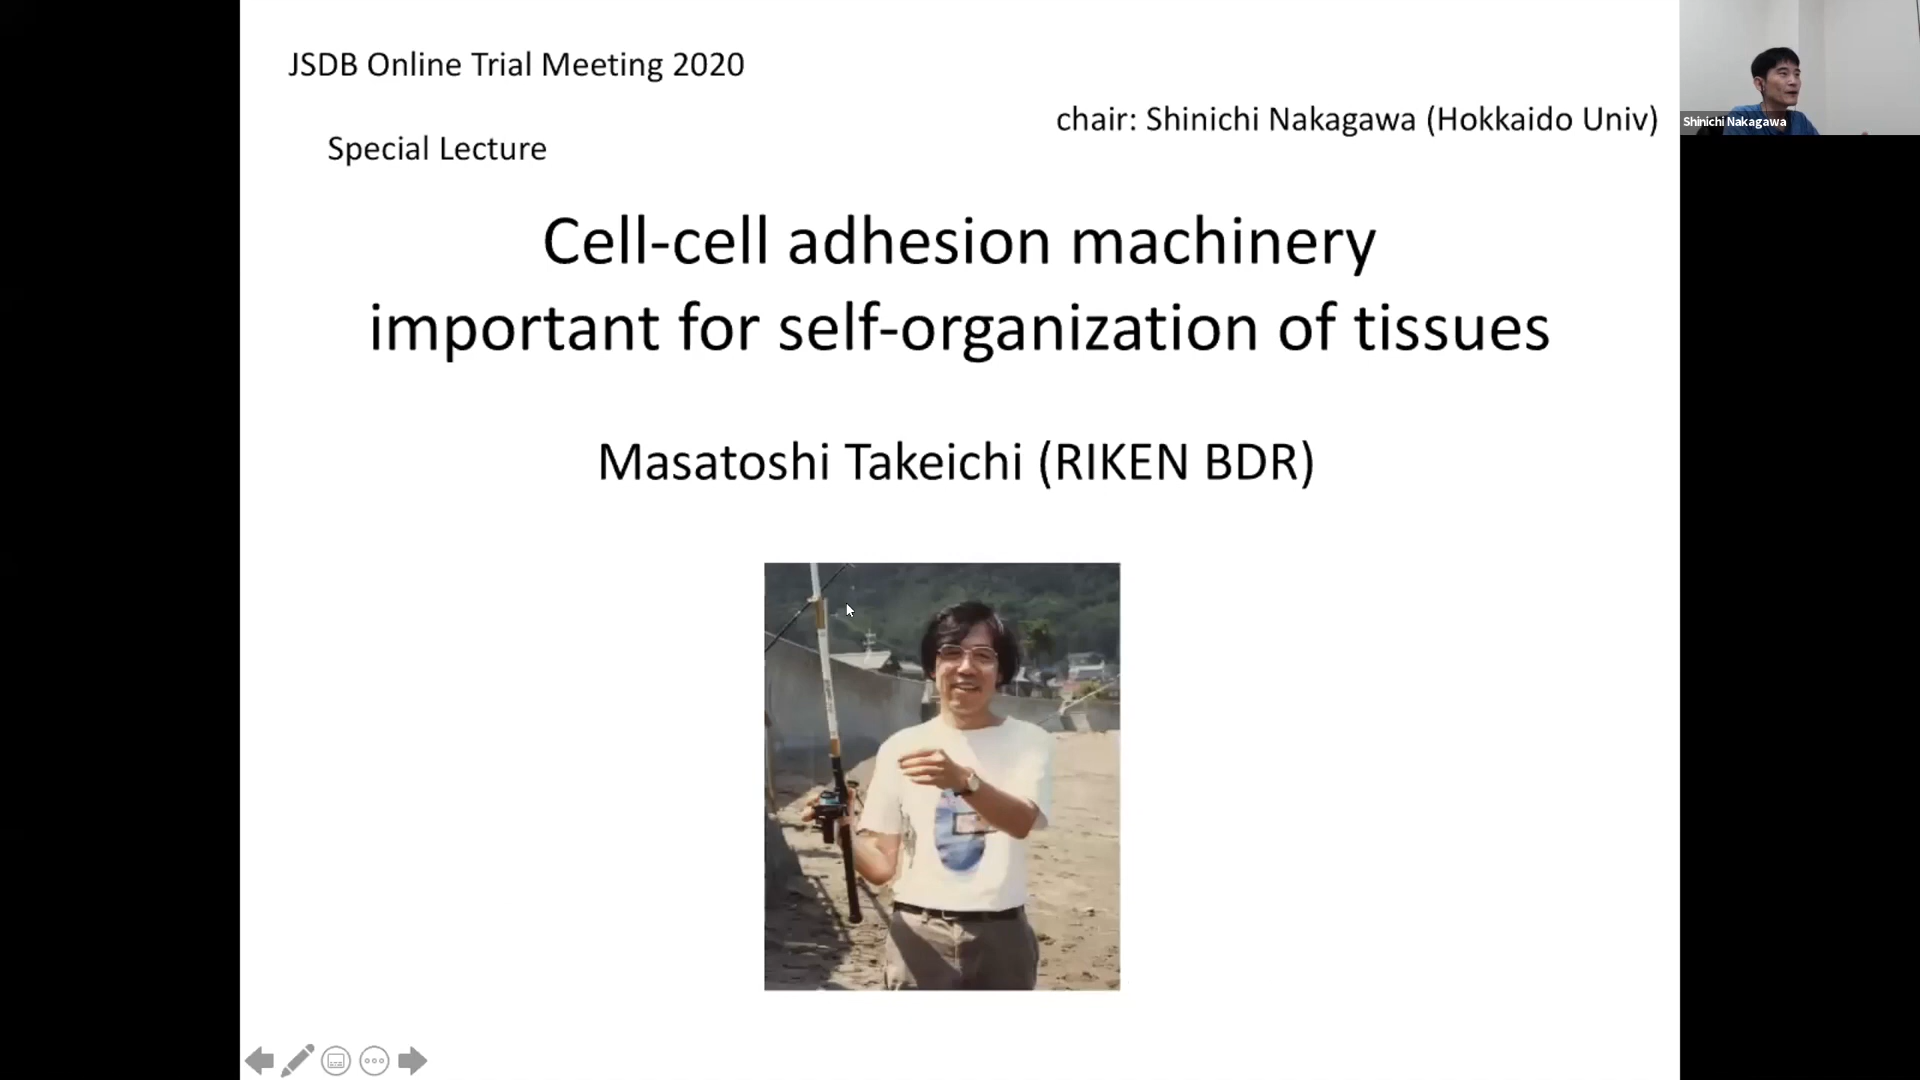 JSDB Online Trial Meeting 2020
chair: Shinichi Nakagawa (Hokkaido Univ)
Special Lecture
Cell-cell adhesion machinery
important for self-organization of tissues
Masatoshi Takeichi (RIKEN BDR)
Shinichi Nakagawa